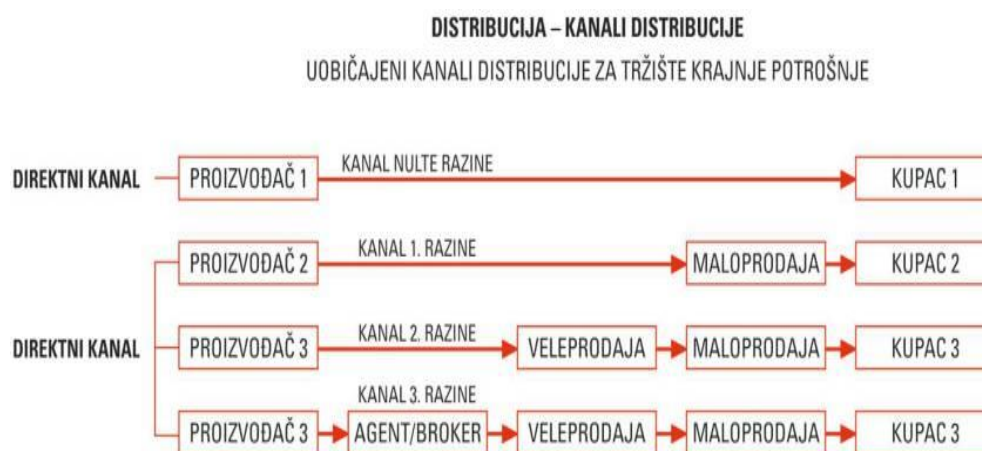 DISTRIBUCIJA – KANALI DISTRIBUCIJE
UOBIČAJENI KANALI DISTRIBUCIJE ZA TRŽIŠTE KRAJNJE POTROŠNJE
DIREKTNI KANAL
PROIZVOĐAČ 1
KANAL NULTE RAZINE
KUPAC 1
DIREKTNI KANAL
PROIZVOĐAČ 2
KANAL 1. RAZINE
MALOPRODAJA
KUPAC 2
PROIZVOĐAČ 3
KANAL 2. RAZINE
VELEPRODAJA
MALOPRODAJA
KUPAC 3
KANAL 3. RAZINE
PROIZVOĐAČ 3
AGENT/BROKER
VELEPRODAJA
MALOPRODAJA
KUPAC 3